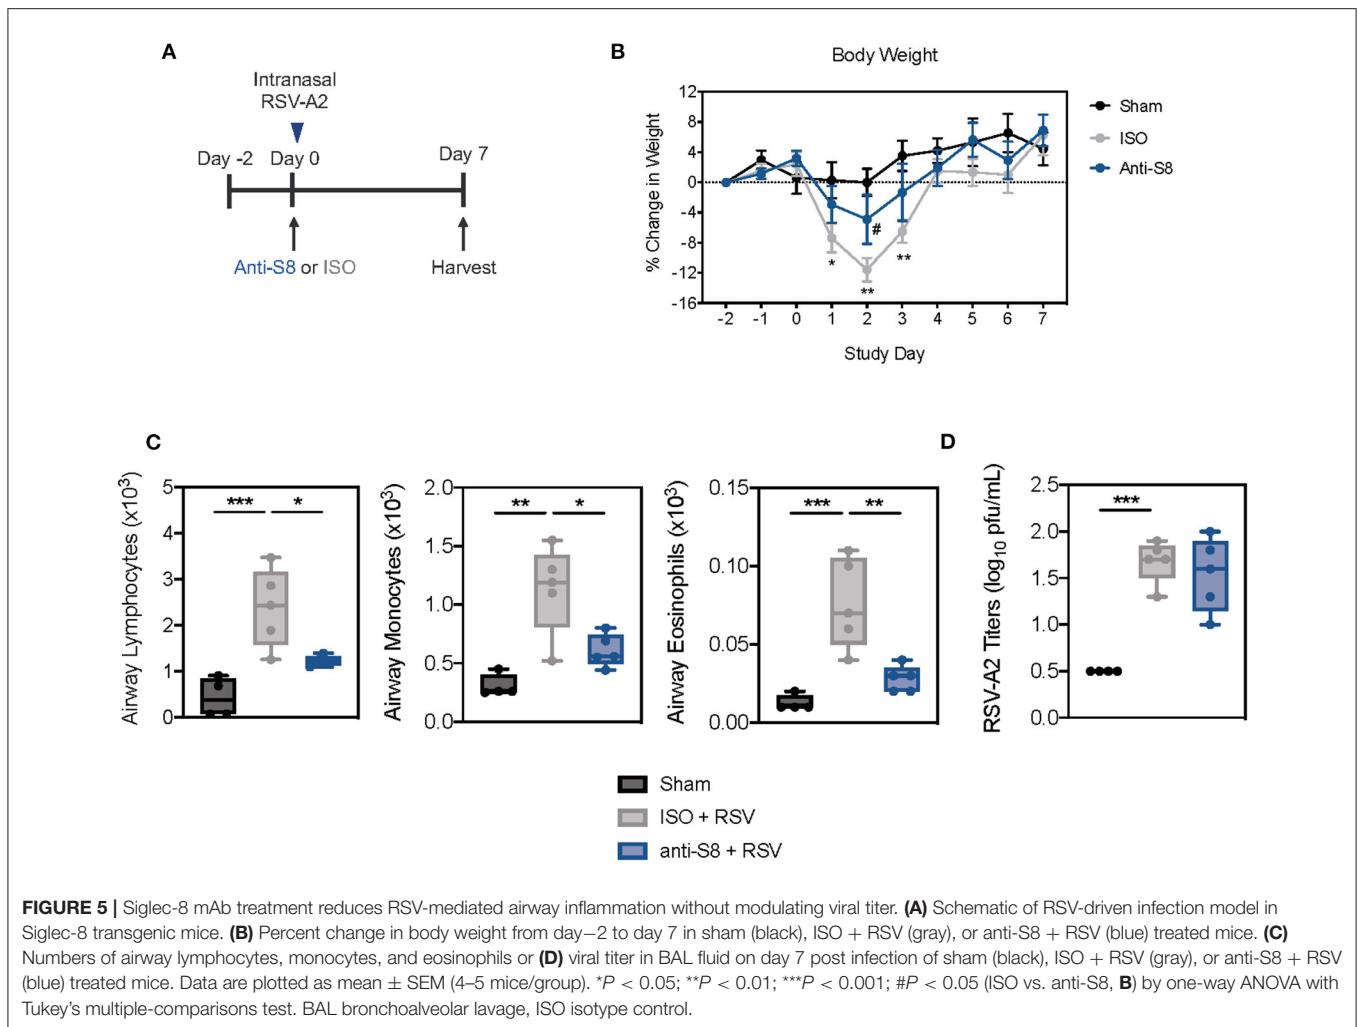 A
Intranasal
RSV-A2
Day -2
Day 0
Day 7
Anti-S8 or ISO
Harvest
B
Body Weight
% Change in Weight
12
8
4
0
-4
-8
-12
-16
#
*
**
**
-2 -1 0 1 2 3 4 5 6 7
Study Day
Sham
ISO
Anti-S8
C
Airway Lymphocytes (x10³)
5
4
3
2
1
0
*** *
Airway Monocytes (x10³)
2.0
1.5
1.0
0.5
0.0
** *
Airway Eosinophils (x10³)
0.15
0.10
0.05
0.00
*** **
D
RSV-A2 Titers (log₁₀ pfu/mL)
2.5
2.0
1.5
1.0
0.5
0.0
***
Sham
ISO + RSV
anti-S8 + RSV
FIGURE 5 | Siglec-8 mAb treatment reduces RSV-mediated airway inflammation without modulating viral titer. (A) Schematic of RSV-driven infection model in
Siglec-8 transgenic mice. (B) Percent change in body weight from day−2 to day 7 in sham (black), ISO + RSV (gray), or anti-S8 + RSV (blue) treated mice. (C)
Numbers of airway lymphocytes, monocytes, and eosinophils or (D) viral titer in BAL fluid on day 7 post infection of sham (black), ISO + RSV (gray), or anti-S8 + RSV
(blue) treated mice. Data are plotted as mean ± SEM (4–5 mice/group). *P < 0.05; **P < 0.01; ***P < 0.001; #P < 0.05 (ISO vs. anti-S8, B) by one-way ANOVA with
Tukey's multiple-comparisons test. BAL bronchoalveolar lavage, ISO isotype control.